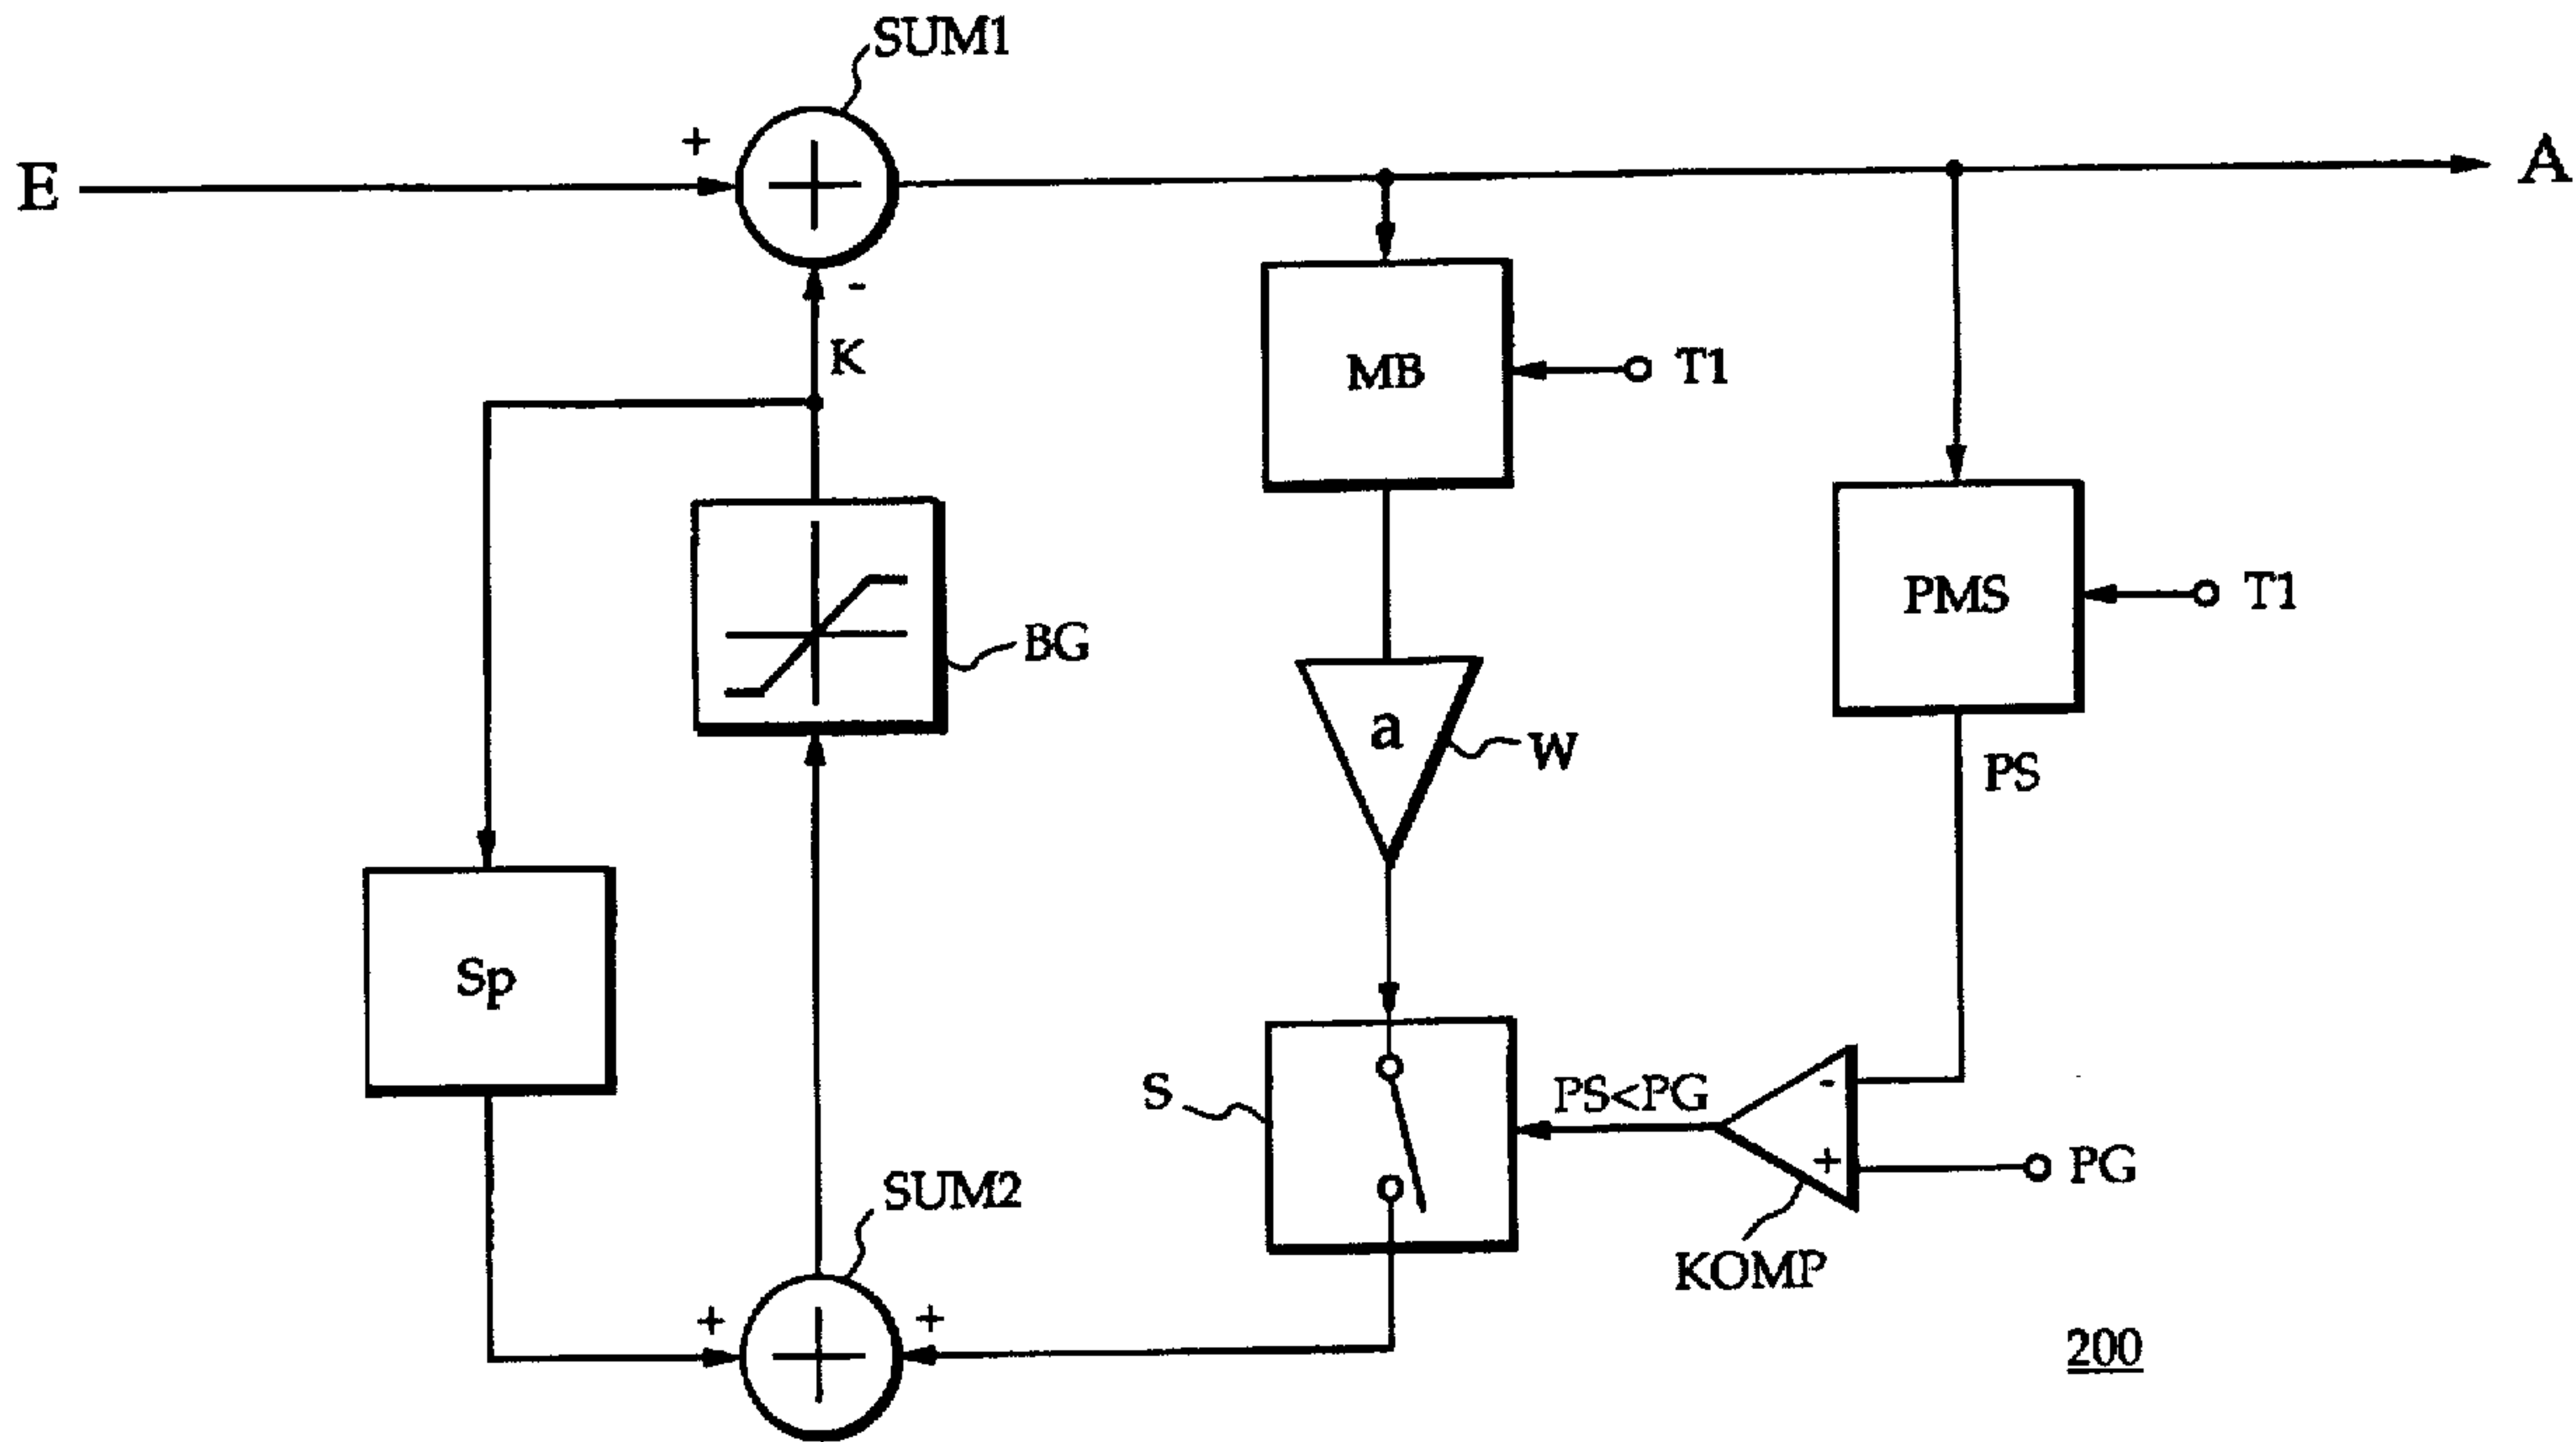 SUM1
+
E
A
-
K
MB
T1
PMS
T1
BG
a
W
PS
Sp
S
PS<PG
-
+
PG
SUM2
KOMP
+
+
200